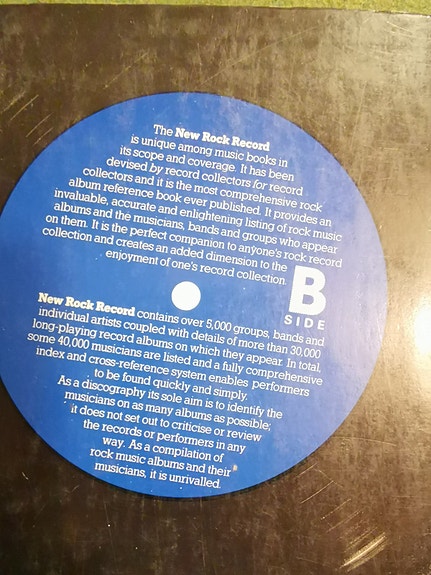 The New Rock Record
is unique among music books in
its scope and coverage. It has been
devised by record collectors for record
collectors and it is the most comprehensive rock
album reference book ever published. It provides an
invaluable, accurate and enlightening listing of rock music
albums and the musicians, bands and groups who appear
on them. It is the perfect companion to anyone's rock record
collection and creates an added dimension to the
enjoyment of one's record collection.
B
SIDE
New Rock Record contains over 5,000 groups, bands and
individual artists coupled with details of more than 30,000
long-playing record albums on which they appear. In total,
some 40,000 musicians are listed and a fully comprehensive
index and cross-reference system enables performers
to be found quickly and simply.
As a discography its sole aim is to identify the
musicians on as many albums as possible;
it does not set out to criticise or review
the records or performers in any
way. As a compilation of
rock music albums and their
musicians, it is unrivalled.